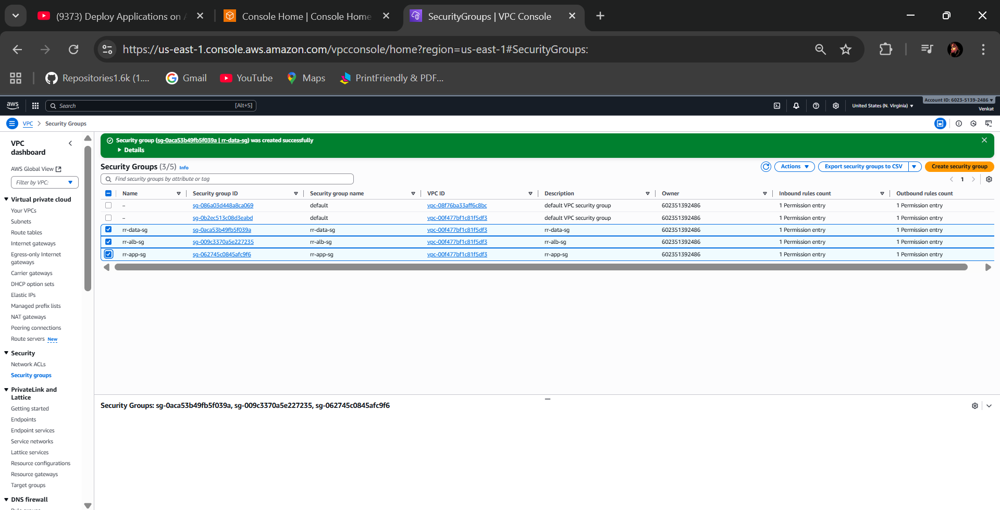 (9373) Deploy Applications on
Console Home | Console Home
SecurityGroups | VPC Console
https://us-east-1.console.aws.amazon.com/vpcconsole/home?region=us-east-1#SecurityGroups:
Repositories1.6k (1....
Gmail
YouTube
Maps
PrintFriendly & PDF...
aws
Search
[Alt+S]
United States (N. Virginia)
Account ID: 6023-5139-2486
Venkat
VPC
Security Groups
VPC
dashboard
AWS Global View
Filter by VPC:
Virtual private cloud
Your VPCs
Subnets
Route tables
Internet gateways
Egress-only Internet
gateways
Carrier gateways
DHCP option sets
Elastic IPs
Managed prefix lists
NAT gateways
Peering connections
Route servers New
Security
Network ACLs
Security groups
PrivateLink and
Lattice
Getting started
Endpoints
Endpoint services
Service networks
Lattice services
Resource configurations
Resource gateways
Target groups
DNS firewall
Security group (sg-0aca53b49fb5f039a | rr-data-sg) was created successfully
Details
Security Groups (3/5) Info
Actions
Export security groups to CSV
Create security group
Find security groups by attribute or tag
1
Name Security group ID Security group name VPC ID Description Owner Inbound rules count Outbound rules count
– sg-086a03d448a8ca069 default vpc-08f76ba33aff6c8bc default VPC security group 602351392486 1 Permission entry 1 Permission entry
– sg-0b2ec513c08d3eabd default vpc-00f477bf1c81f5df3 default VPC security group 602351392486 1 Permission entry 1 Permission entry
rr-data-sg sg-0aca53b49fb5f039a rr-data-sg vpc-00f477bf1c81f5df3 rr-data-sg 602351392486 1 Permission entry 1 Permission entry
rr-alb-sg sg-009c3370a5e227235 rr-alb-sg vpc-00f477bf1c81f5df3 rr-alb-sg 602351392486 1 Permission entry 1 Permission entry
rr-app-sg sg-062745c0845afc9f6 rr-app-sg vpc-00f477bf1c81f5df3 rr-app-sg 602351392486 1 Permission entry 1 Permission entry
Security Groups: sg-0aca53b49fb5f039a, sg-009c3370a5e227235, sg-062745c0845afc9f6